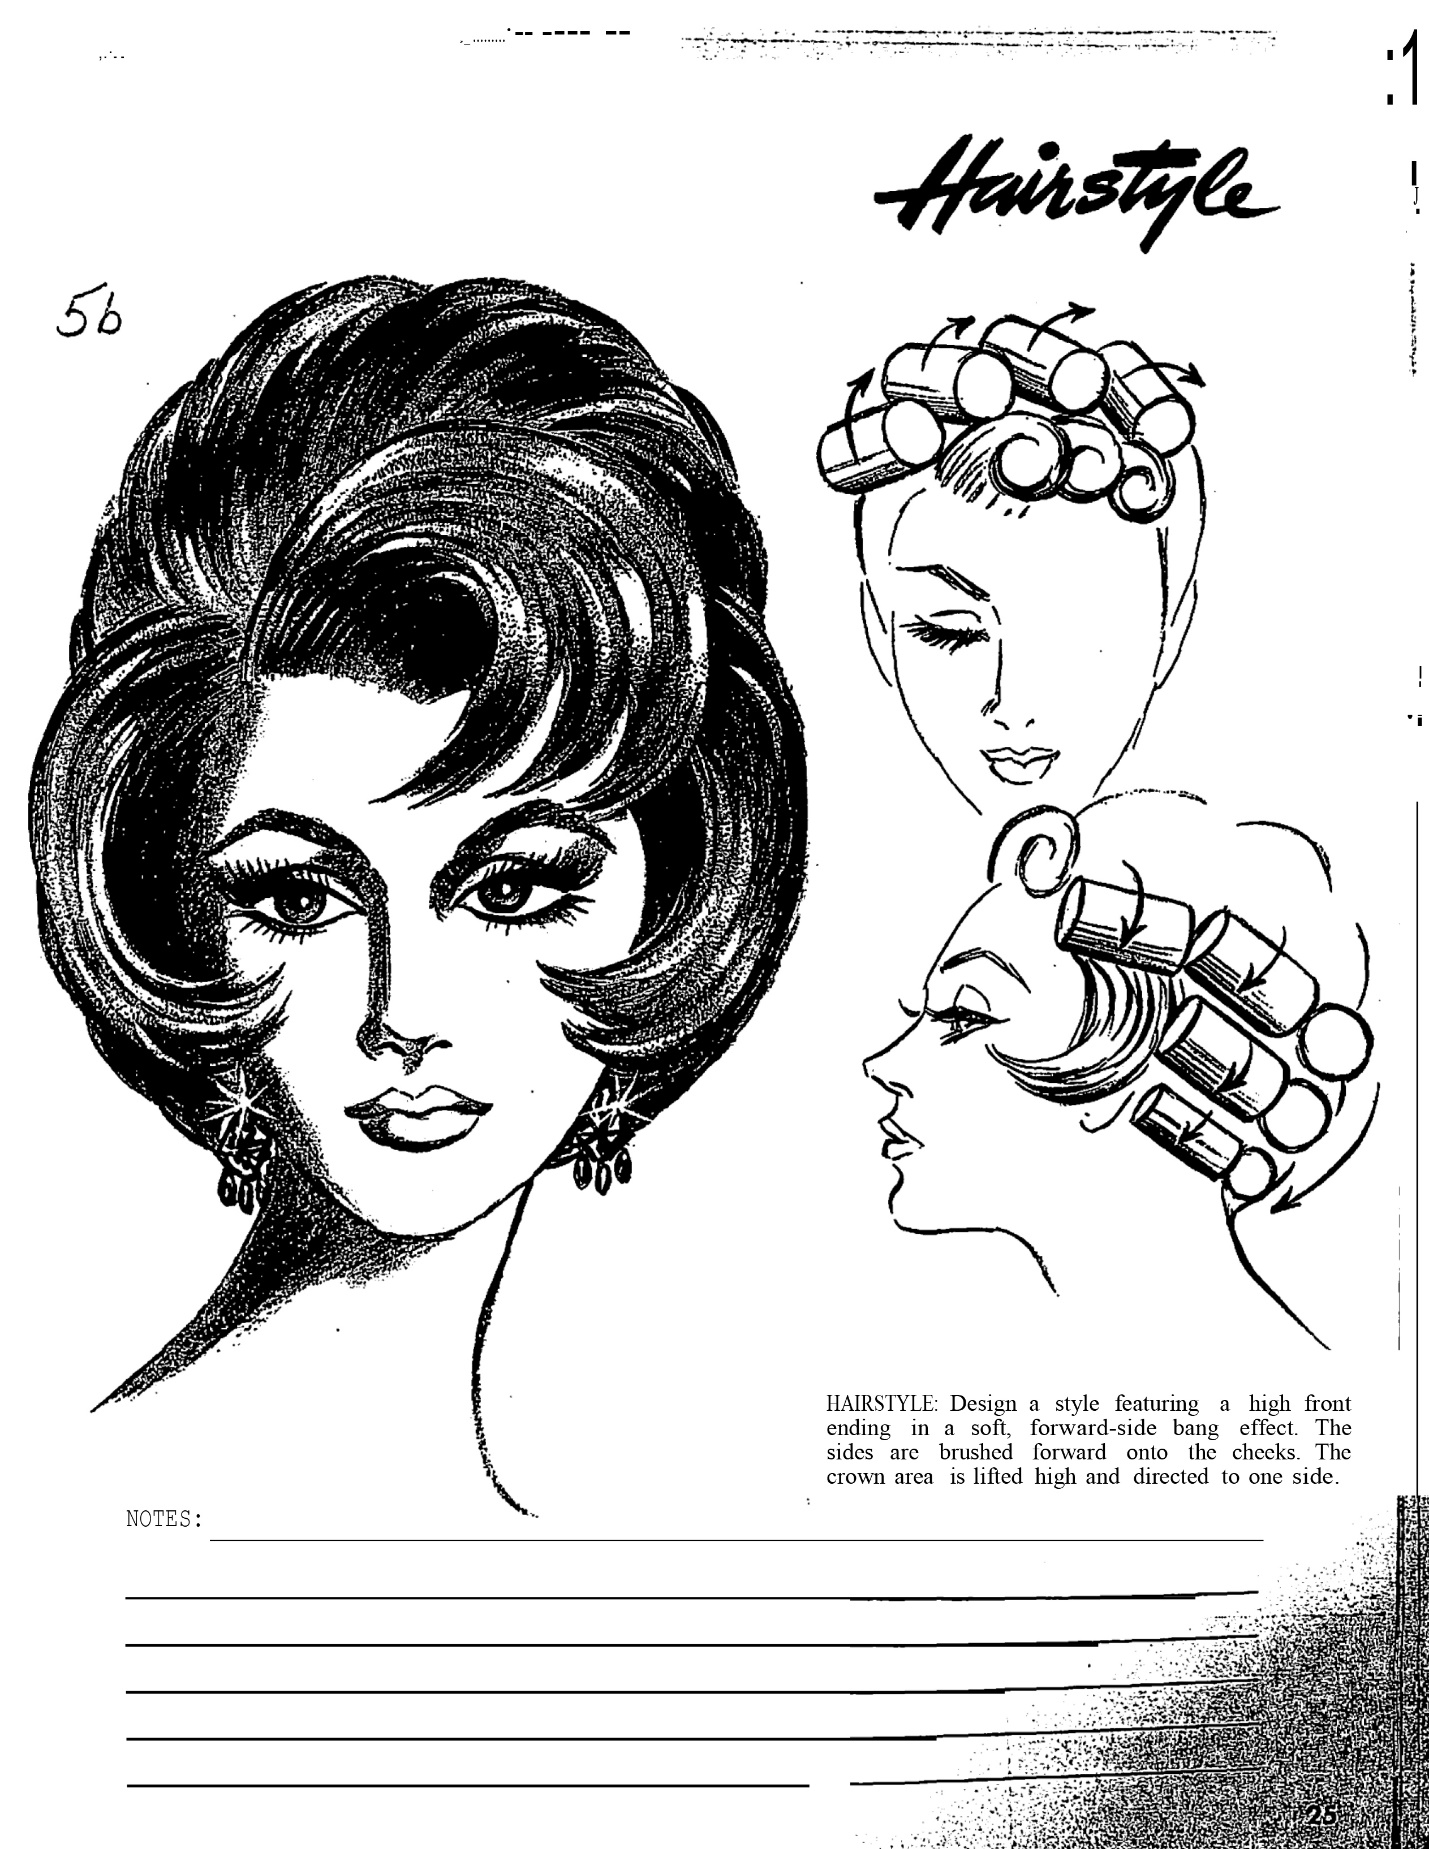 Hairstyle
56
HAIRSTYLE: Design a style featuring a high front
ending in a soft, forward-side bang effect. The
sides are brushed forward onto the cheeks. The
crown area is lifted high and directed to one side.
NOTES:
25